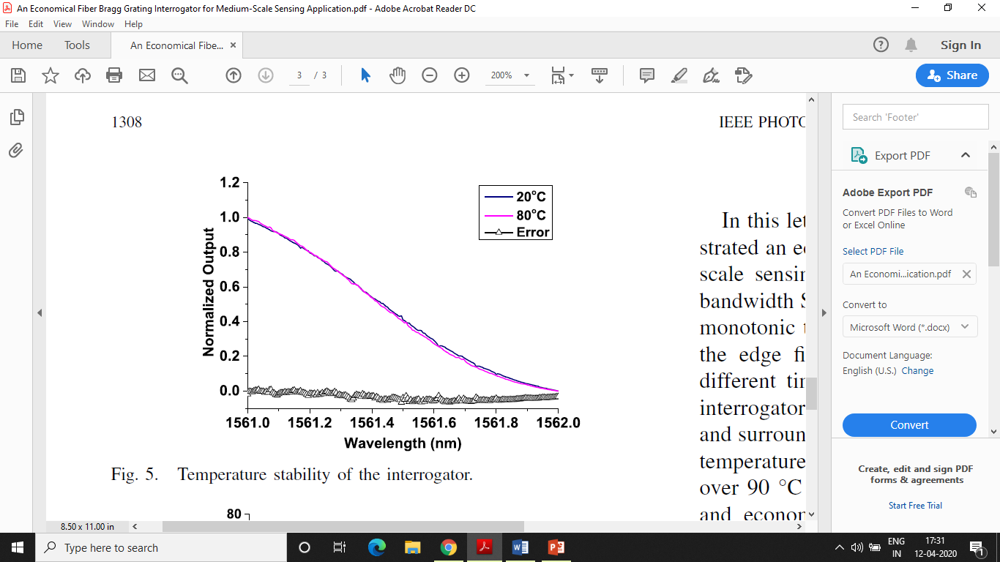 An Economical Fiber Bragg Grating Interrogator for Medium-Scale Sensing Application.pdf - Adobe Acrobat Reader DC
File Edit View Window Help
Home Tools An Economical Fibe... × Sign In
3 / 3 200% Share
1308 IEEE PHOTO
1.2
1.0
0.8
0.6
0.4
0.2
0.0
Normalized Output
20°C
80°C
Error
1561.0 1561.2 1561.4 1561.6 1561.8 1562.0
Wavelength (nm)
Fig. 5. Temperature stability of the interrogator.
80
In this let
strated an e
scale sensin
bandwidth S
monotonic t
the edge fi
different tim
interrogator
and surroun
temperature
over 90 °C
and econom
8.50 x 11.00 in
Search 'Footer'
Export PDF
Adobe Export PDF
Convert PDF Files to Word
or Excel Online
Select PDF File
An Economi...ication.pdf
Convert to
Microsoft Word (*.docx)
Document Language:
English (U.S.) Change
Convert
Create, edit and sign PDF
forms & agreements
Start Free Trial
Type here to search
ENG
IN
17:31
12-04-2020
1